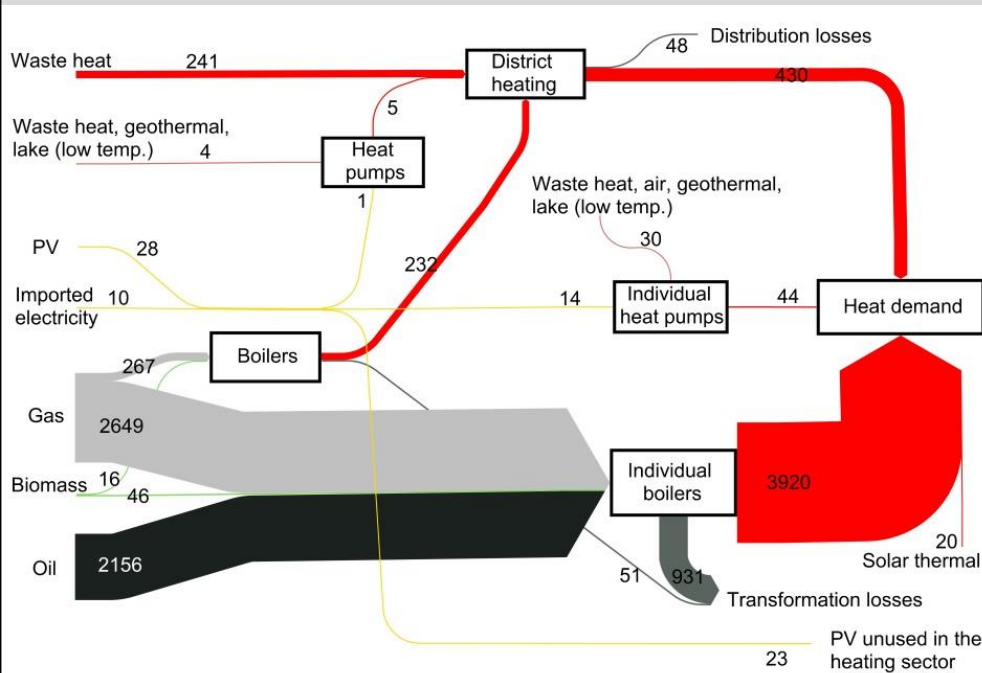 Waste heat
241
District
heating
48
Distribution losses
430
5
Waste heat, geothermal,
lake (low temp.)
4
Heat
pumps
1
Waste heat, air, geothermal,
lake (low temp.)
30
PV
28
232
Imported
electricity
10
14
Individual
heat pumps
44
Heat demand
267
Boilers
Gas
2649
Biomass
16
46
Individual
boilers
3920
Oil
2156
51
931
20
Solar thermal
Transformation losses
23
PV unused in the
heating sector